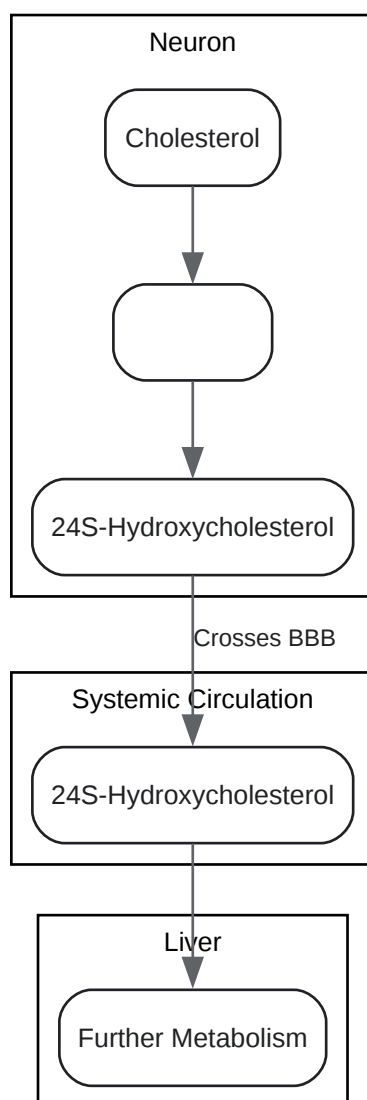 Neuron
Cholesterol
24S-Hydroxycholesterol
Crosses BBB
Systemic Circulation
24S-Hydroxycholesterol
Liver
Further Metabolism